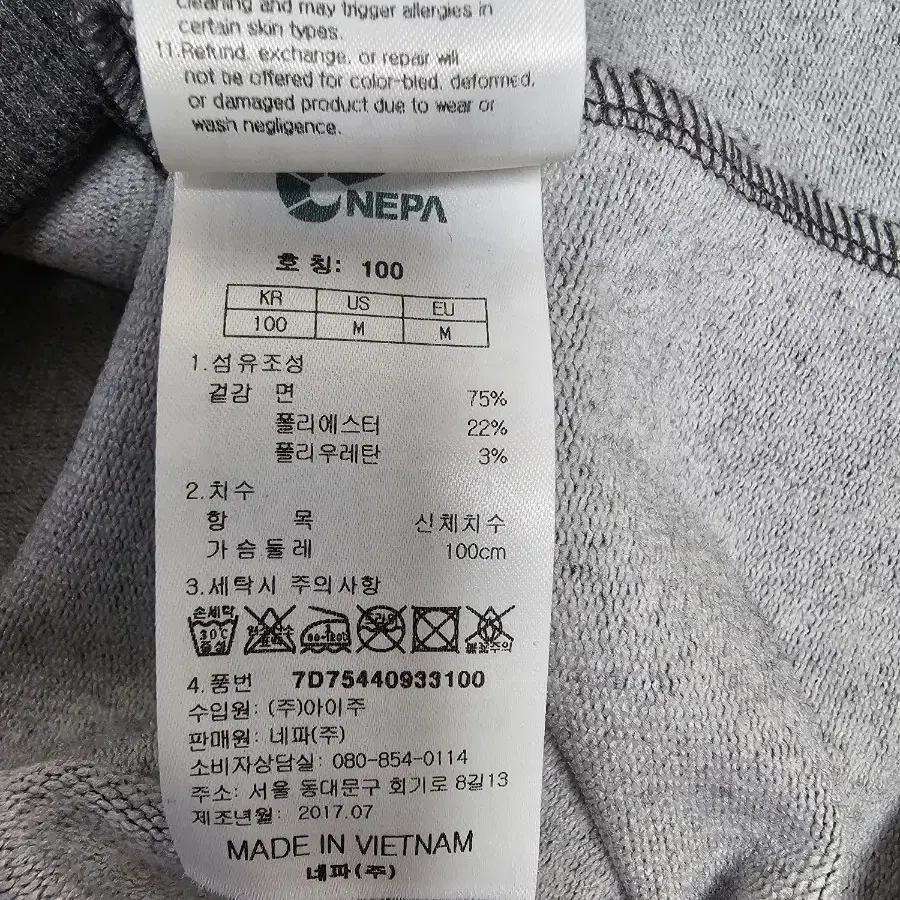 cleaning and may trigger allergies in
certain skin types.
11.Refund, exchange, or repair will
not be offered for color-bled, deformed,
or damaged product due to wear or
wash negligence.
NEPA
호 칭: 100
KR US EU
100 M M
1.섬유조성
겉감 면 75%
폴리에스터 22%
폴리우레탄 3%
2.치수
항 목 신체치수
가슴둘레 100cm
3.세탁시 주의사항
손세탁
30℃
중성
드라이
4.품번 7D75440933100
수입원: (주)아이주
판매원: 네파(주)
소비자상담실: 080-854-0114
주소: 서울 동대문구 회기로 8길13
제조년월: 2017.07
MADE IN VIETNAM
네파(주)